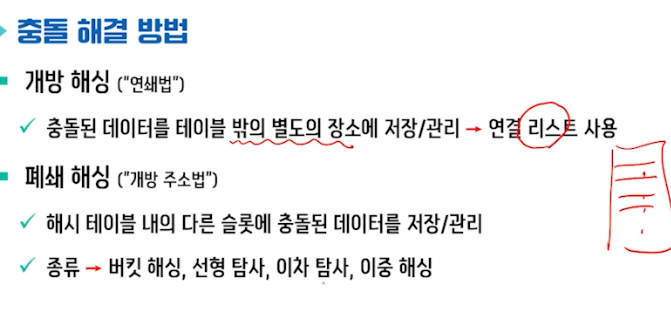 충돌 해결 방법
개방 해싱 ("연쇄법")
✓ 충돌된 데이터를 테이블 밖의 별도의 장소에 저장/관리 → 연결 리스트 사용
폐쇄 해싱 ("개방 주소법")
✓ 해시 테이블 내의 다른 슬롯에 충돌된 데이터를 저장/관리
✓ 종류 → 버킷 해싱, 선형 탐사, 이차 탐사, 이중 해싱